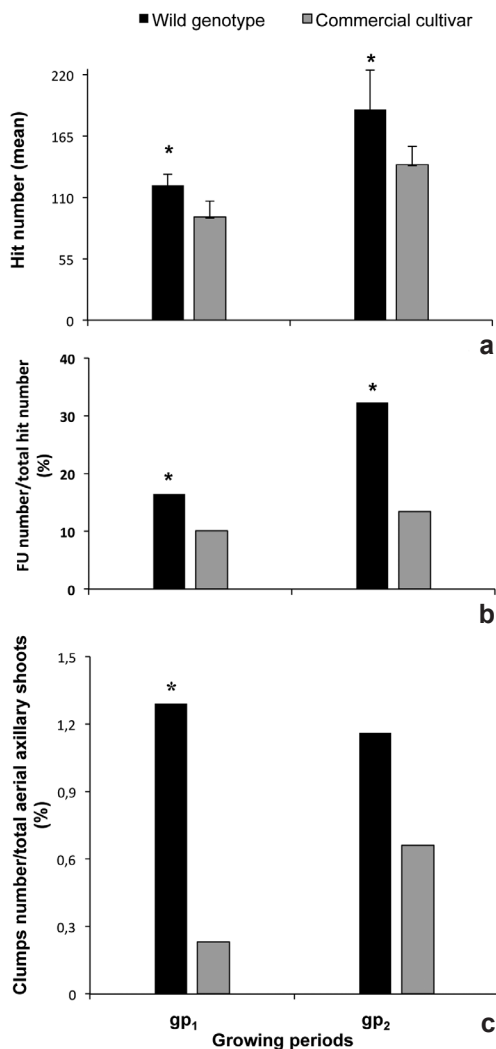 Wild genotype Commercial cultivar
Hit number (mean)
220
165
110
55
0
*
*
a
FU number/total hit number
(%)
40
30
20
10
0
*
*
b
Clumps number/total aerial axillary shoots
(%)
1,5
1,2
0,9
0,6
0,3
0
*
gp1
gp2
Growing periods
c